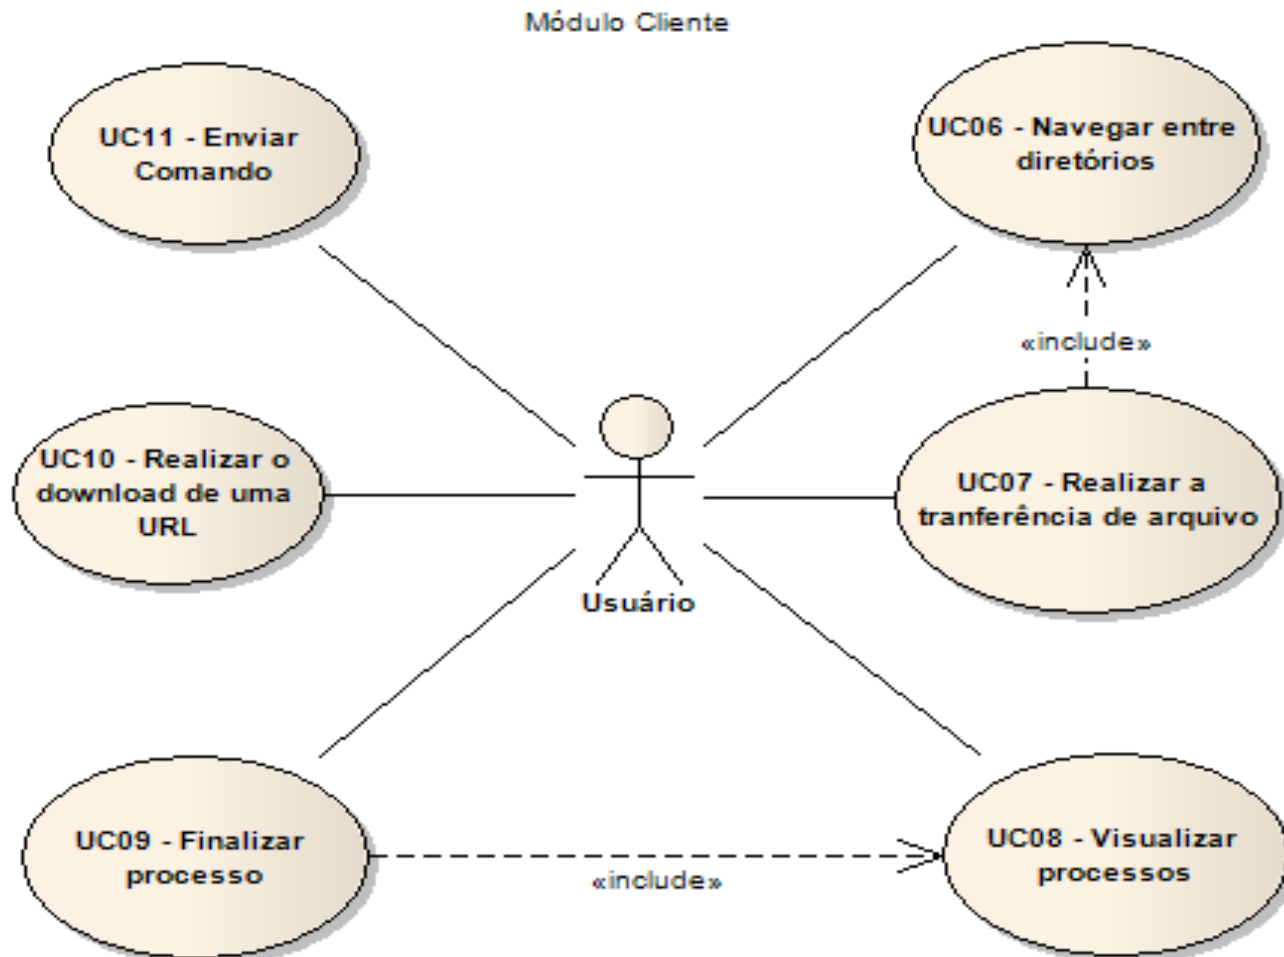 Módulo Cliente
UC11 - Enviar
Comando
UC06 - Navegar entre
diretórios
«include»
UC10 - Realizar o
download de uma
URL
UC07 - Realizar a
tranferência de arquivo
Usuário
UC09 - Finalizar
processo
«include»
UC08 - Visualizar
processos